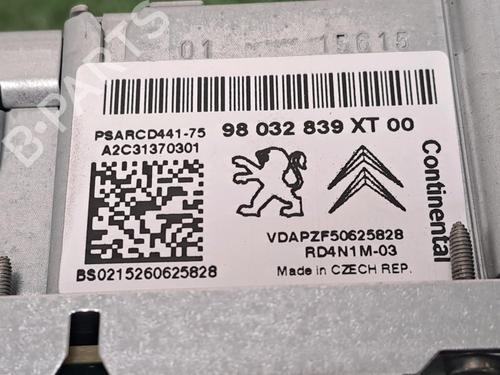 01 15615
PSARCD441-75
A2C31370301
98 032 839 XT 00
Continental
VDAPZF50625828
RD4N1M-03
BS0215260625828
Made in CZECH REP.
B-PARTS